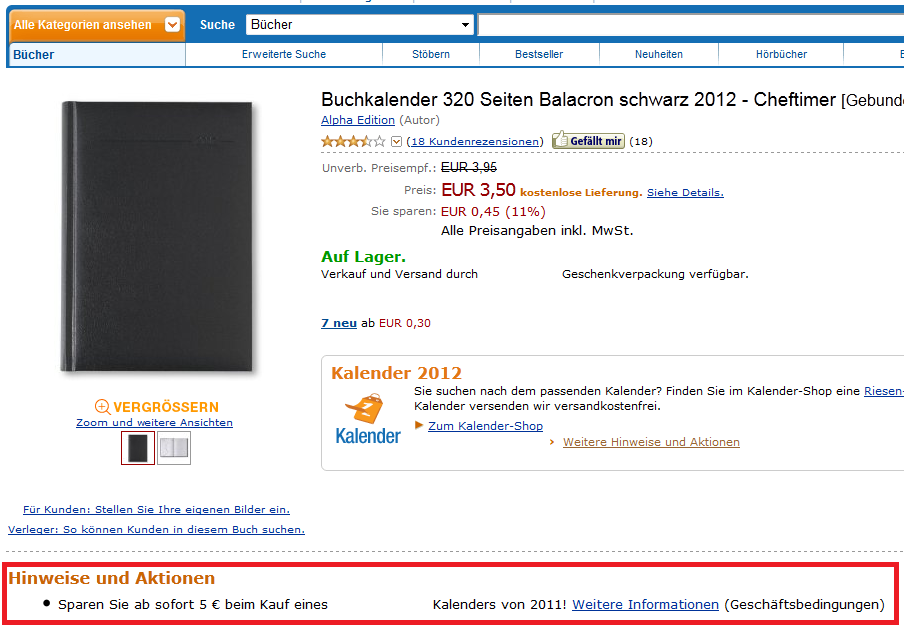 Alle Kategorien ansehen Suche Bücher
Bücher Erweiterte Suche Stöbern Bestseller Neuheiten Hörbücher
Buchkalender 320 Seiten Balacron schwarz 2012 - Cheftimer [Gebund
Alpha Edition (Autor)
(18 Kundenrezensionen) Gefällt mir (18)
Unverb. Preisempf.: EUR 3,95
Preis: EUR 3,50 kostenlose Lieferung. Siehe Details.
Sie sparen: EUR 0,45 (11%)
Alle Preisangaben inkl. MwSt.
Auf Lager.
Verkauf und Versand durch Geschenkverpackung verfügbar.
7 neu ab EUR 0,30
Kalender 2012
Sie suchen nach dem passenden Kalender? Finden Sie im Kalender-Shop eine Riesen-
Kalender versenden wir versandkostenfrei.
Kalender
Zum Kalender-Shop
› Weitere Hinweise und Aktionen
VERGRÖSSERN
Zoom und weitere Ansichten
Für Kunden: Stellen Sie Ihre eigenen Bilder ein.
Verleger: So können Kunden in diesem Buch suchen.
Hinweise und Aktionen
• Sparen Sie ab sofort 5 € beim Kauf eines Kalenders von 2011! Weitere Informationen (Geschäftsbedingungen)